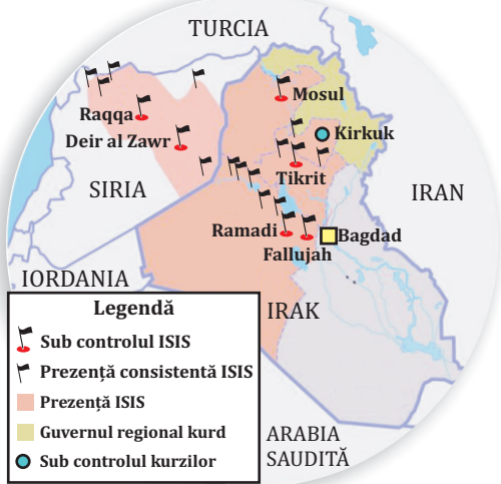 TURCIA
Mosul
Raqqa
Kirkuk
Deir al Zawr
Tikrit
SIRIA
IRAN
Ramadi
Bagdad
Fallujah
IORDANIA
IRAK
Legendă
Sub controlul ISIS
Prezență consistentă ISIS
Prezență ISIS
Guvernul regional kurd
Sub controlul kurzilor
ARABIA
SAUDITĂ